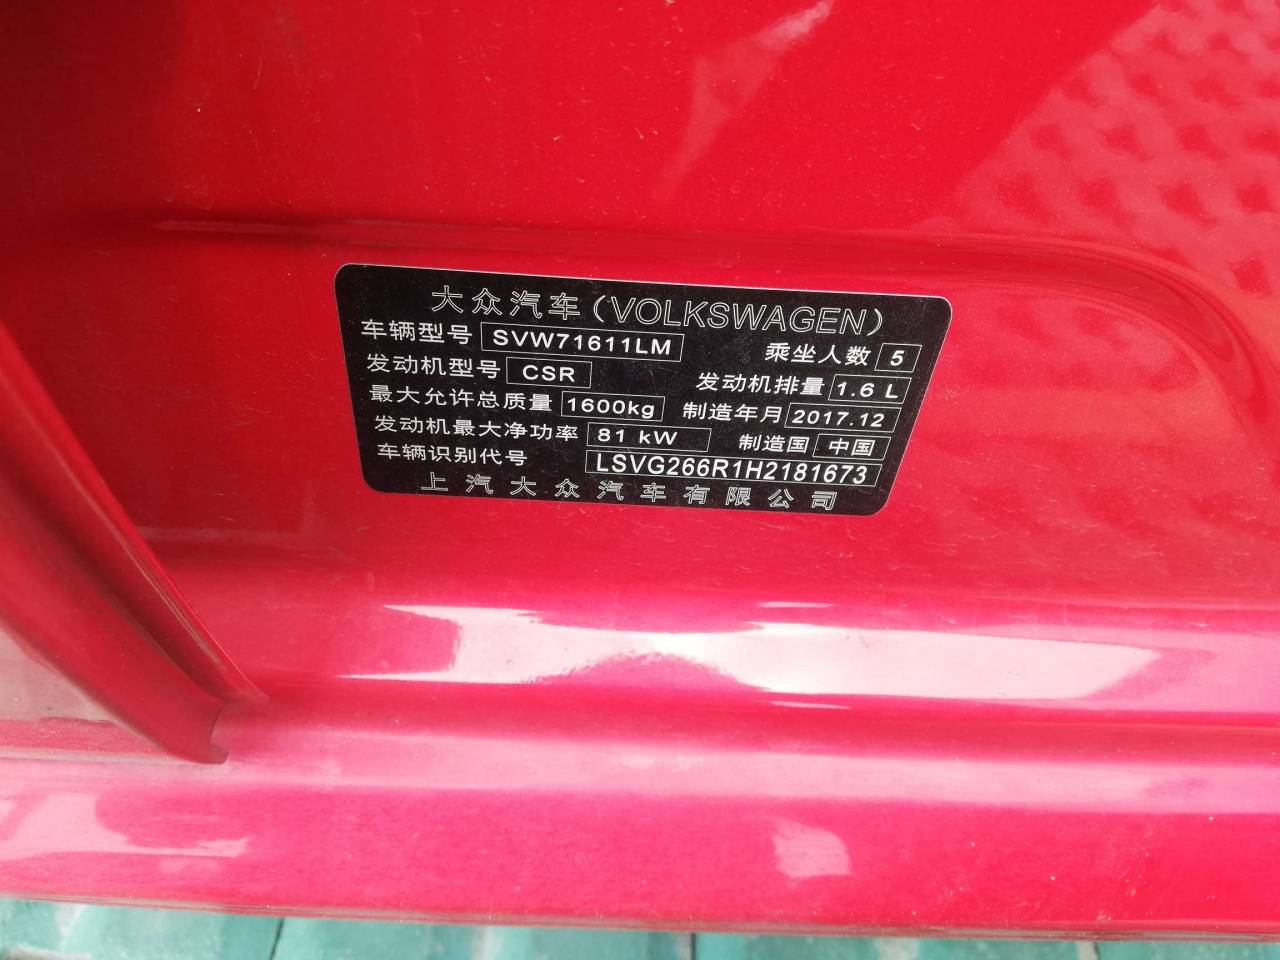 大众汽车(VOLKSWAGEN)
车辆型号 SVW71611LM 乘坐人数 5
发动机型号 CSR 发动机排量 1.6 L
最大允许总质量 1600kg 制造年月 2017.12
发动机最大净功率 81 kW 制造国 中国
车辆识别代号 LSVG266R1H2181673
上汽大众汽车有限公司